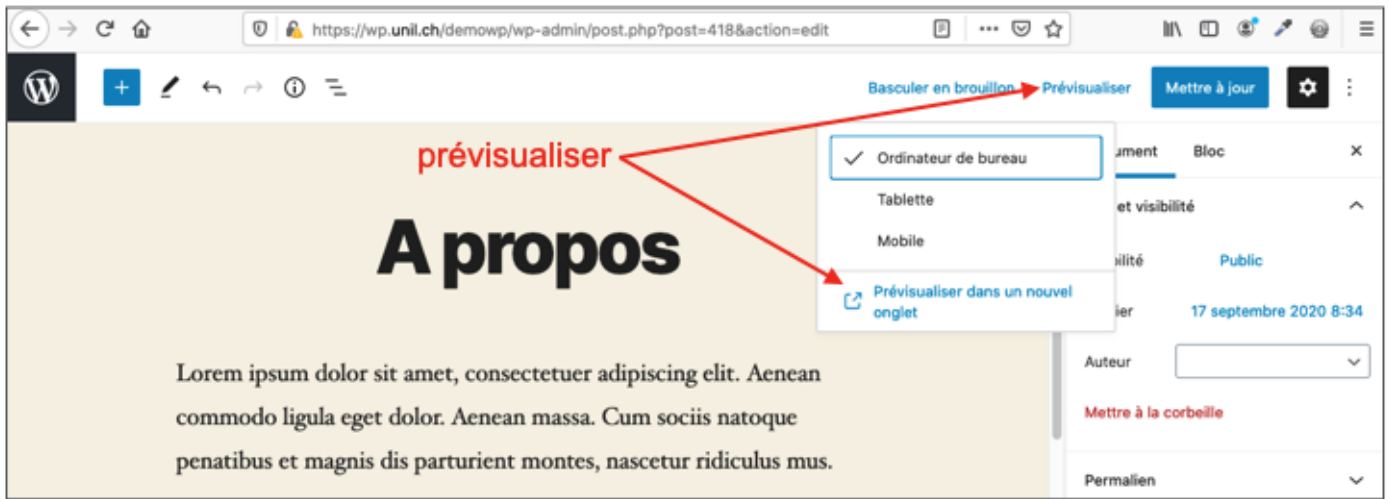 https://wp.unil.ch/demowp/wp-admin/post.php?post=418&action=edit
Basculer en brouillon Prévisualiser Mettre à jour
prévisualiser
Ordinateur de bureau
Tablette
Mobile
Prévisualiser dans un nouvel
onglet
ument Bloc
et visibilité
ilité Public
ier 17 septembre 2020 8:34
Auteur
Mettre à la corbeille
Permalien
A propos
Lorem ipsum dolor sit amet, consectetuer adipiscing elit. Aenean
commodo ligula eget dolor. Aenean massa. Cum sociis natoque
penatibus et magnis dis parturient montes, nascetur ridiculus mus.